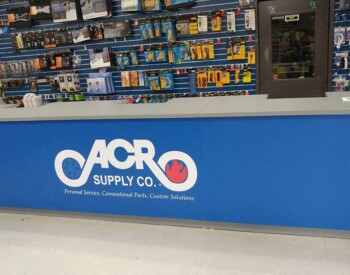 ACRO
SUPPLY CO.
Personal Service, Conventional Parts, Custom Solutions